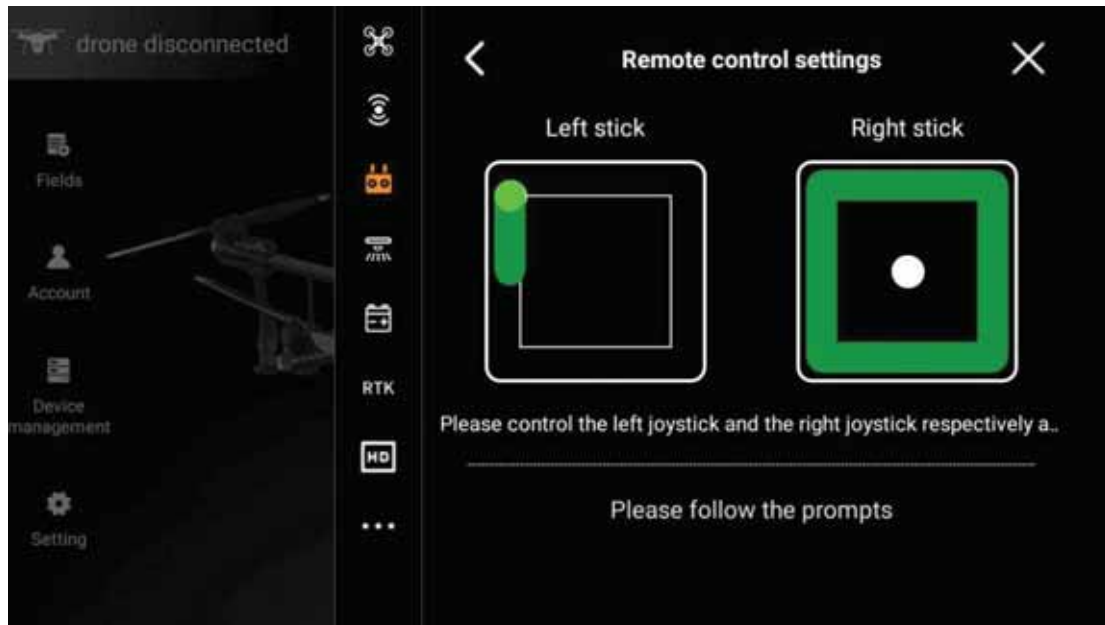 drone disconnected
Fields
Account
Device
management
Setting
RTK
HD
Remote control settings
Left stick
Right stick
Please control the left joystick and the right joystick respectively a..
Please follow the prompts